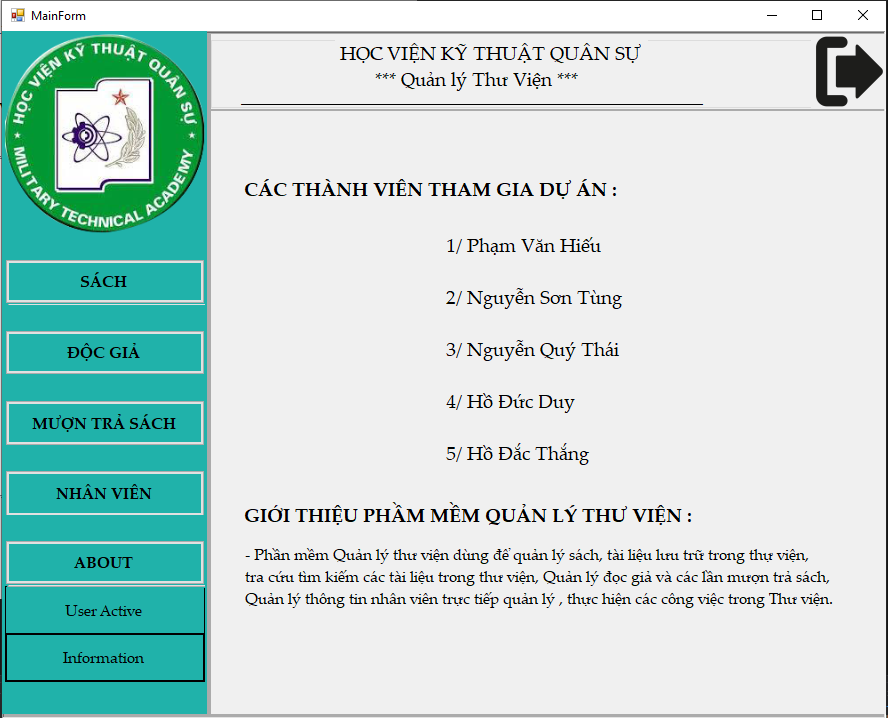 MainForm
HỌC VIỆN KỸ THUẬT QUÂN SỰ
MILITARY TECHNICAL ACADEMY
HỌC VIỆN KỸ THUẬT QUÂN SỰ
*** Quản lý Thư Viện ***
SÁCH
ĐỘC GIẢ
MƯỢN TRẢ SÁCH
NHÂN VIÊN
ABOUT
User Active
Information
CÁC THÀNH VIÊN THAM GIA DỰ ÁN :
1/ Phạm Văn Hiếu
2/ Nguyễn Sơn Tùng
3/ Nguyễn Quý Thái
4/ Hồ Đức Duy
5/ Hồ Đắc Thắng
GIỚI THIỆU PHẦM MỀM QUẢN LÝ THƯ VIỆN :
- Phần mềm Quản lý thư viện dùng để quản lý sách, tài liệu lưu trữ trong thự viện,
tra cứu tìm kiếm các tài liệu trong thư viện, Quản lý đọc giả và các lần mượn trả sách,
Quản lý thông tin nhân viên trực tiếp quản lý , thực hiện các công việc trong Thư viện.